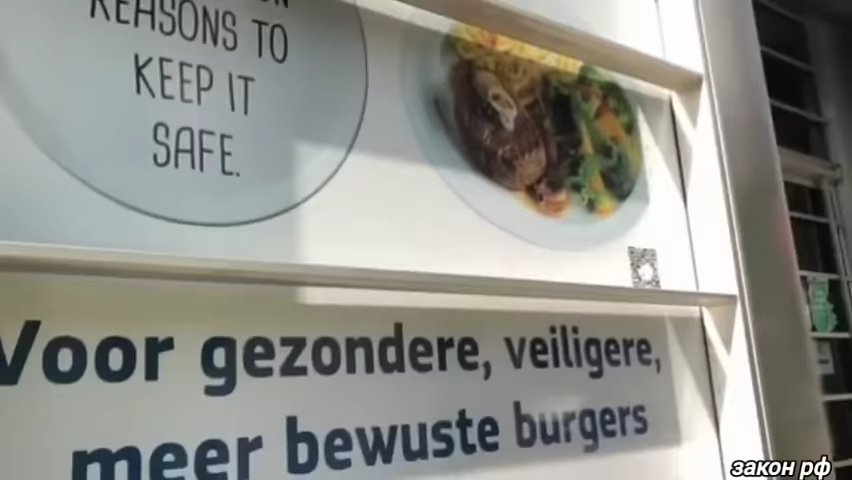 REASONS TO
KEEP IT
SAFE.
Voor gezondere, veiligere,
meer bewuste burgers
закон рф